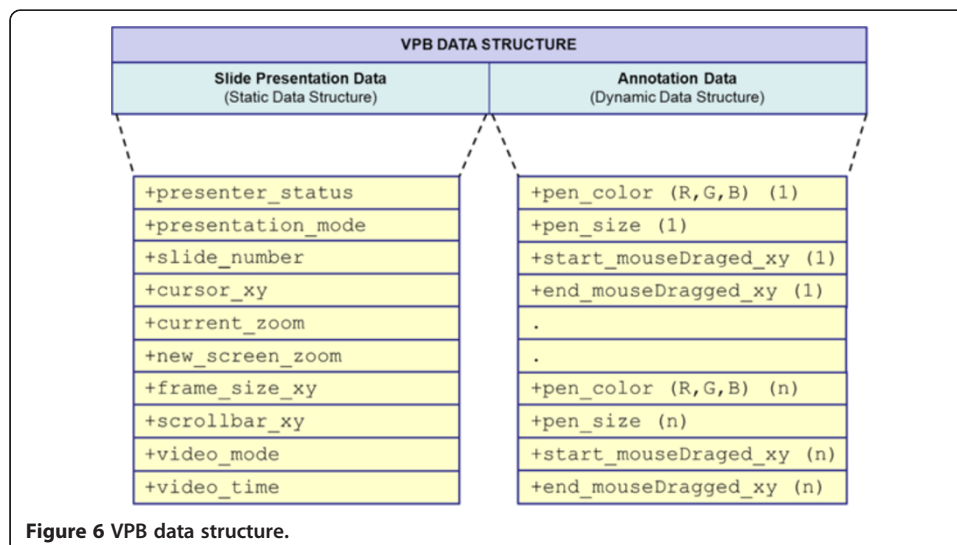 VPB DATA STRUCTURE
Slide Presentation Data
(Static Data Structure)
Annotation Data
(Dynamic Data Structure)
+presenter_status
+presentation_mode
+slide_number
+cursor_xy
+current_zoom
+new_screen_zoom
+frame_size_xy
+scrollbar_xy
+video_mode
+video_time
+pen_color (R,G,B) (1)
+pen_size (1)
+start_mouseDraged_xy (1)
+end_mouseDragged_xy (1)
.
.
+pen_color (R,G,B) (n)
+pen_size (n)
+start_mouseDraged_xy (n)
+end_mouseDragged_xy (n)
Figure 6 VPB data structure.